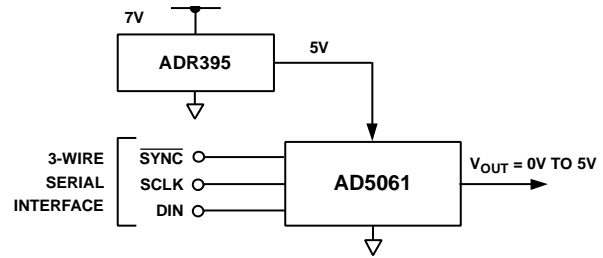 7V
ADR395
5V
3-WIRE
SERIAL
INTERFACE
SYNC
SCLK
DIN
AD5061
VOUT = 0V TO 5V